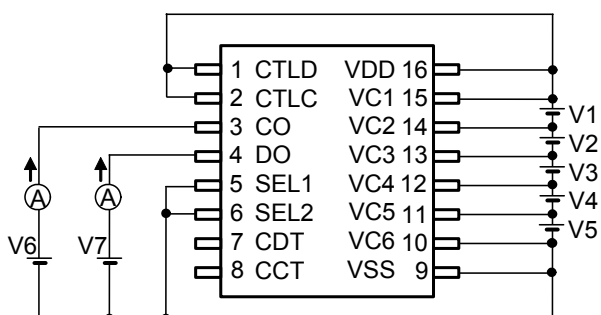 1 CTLD VDD 16
2 CTLC VC1 15
V1
3 CO VC2 14
V2
4 DO VC3 13
V3
A A
5 SEL1 VC4 12
V4
6 SEL2 VC5 11
V5
V6 V7
7 CDT VC6 10
8 CCT VSS 9